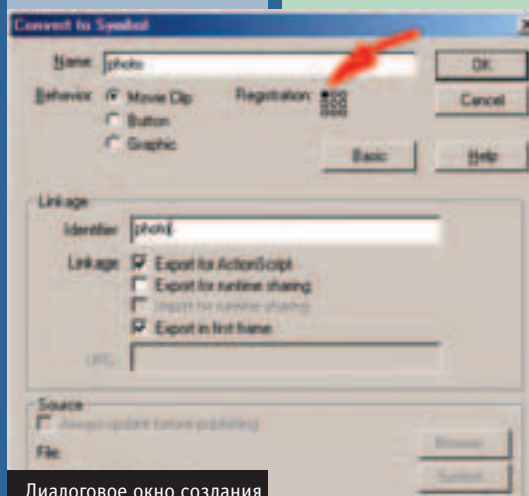 Convert to Symbol
Name: photo
OK
Behavior: Movie Clip
Registration:
Cancel
Button
Graphic
Basic
Help
Linkage
Identifier: photo
Linkage: Export for ActionScript
Export for runtime sharing
Import for runtime sharing
Export in first frame
URL:
Source
Always update before publishing
File:
Browse...
Symbol...
Диалоговое окно создания